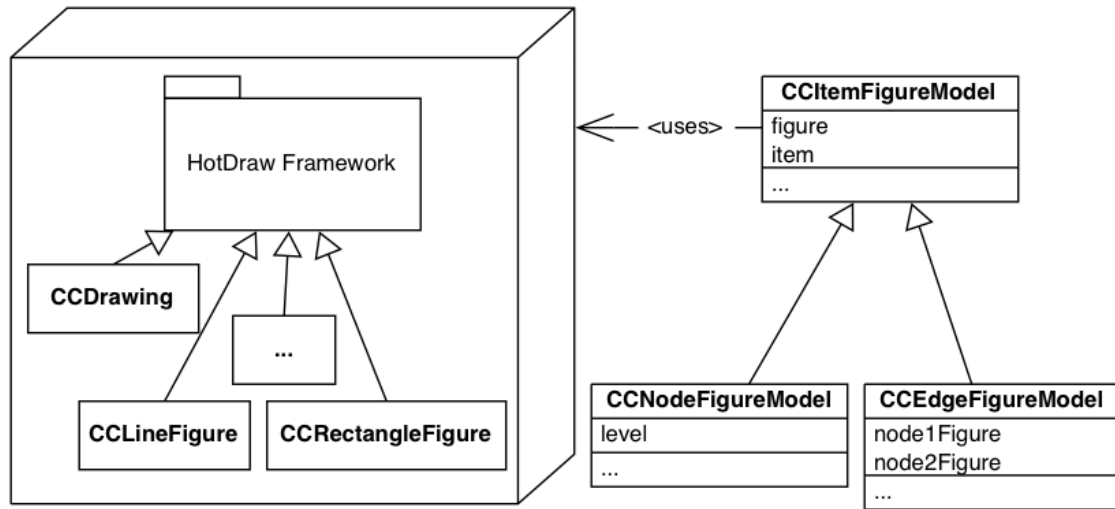 HotDraw Framework
CCDrawing
...
CCLineFigure
CCRectangleFigure
<uses>
CCItemFigureModel
figure
item
...
CCNodeFigureModel
level
...
CCEdgeFigureModel
node1Figure
node2Figure
...